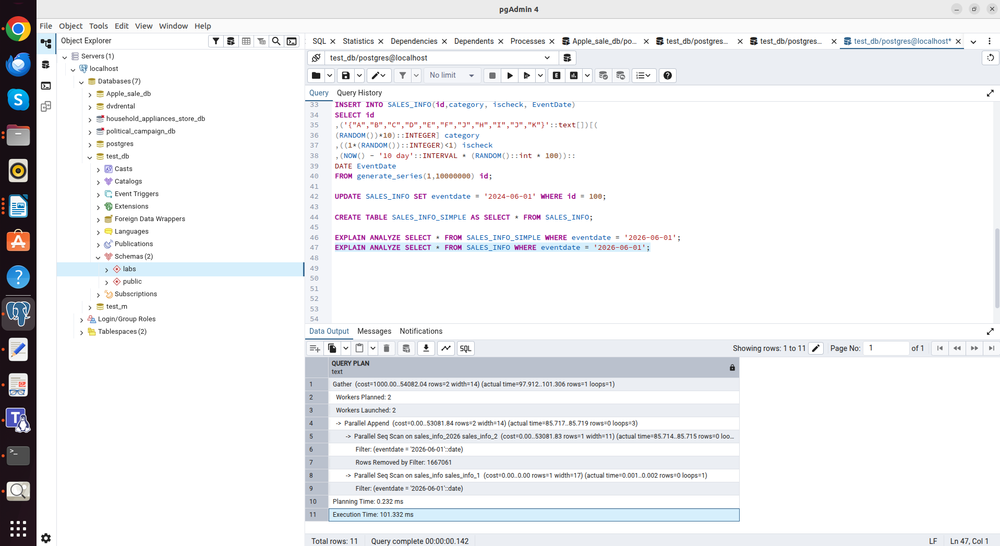 pgAdmin 4
File Object Tools Edit View Window Help
Object Explorer
SQL Statistics Dependencies Dependents Processes Apple_sale_db/po... test_db/postgres... test_db/postgres... test_db/postgres@localhost*
Servers (1)
localhost
Databases (7)
Apple_sale_db
dvdrental
household_appliances_store_db
political_campaign_db
postgres
test_db
Casts
Catalogs
Event Triggers
Extensions
Foreign Data Wrappers
Languages
Publications
Schemas (2)
labs
public
Subscriptions
test_m
Login/Group Roles
Tablespaces (2)
test_db/postgres@localhost
No limit
E
Query Query History
33 INSERT INTO SALES_INFO(id,category, ischeck, EventDate)
34 SELECT id
35 ,('{"A","B","C","D","E","F","J","H","I","J","K"}'::text[])[(
36 (RANDOM())*10)::INTEGER] category
37 ,((1*(RANDOM())::INTEGER)<1) ischeck
38 ,(NOW() - '10 day'::INTERVAL * (RANDOM()::int * 100))::
39 DATE EventDate
40 FROM generate_series(1,10000000) id;
41
42 UPDATE SALES_INFO SET eventdate = '2024-06-01' WHERE id = 100;
43
44 CREATE TABLE SALES_INFO_SIMPLE AS SELECT * FROM SALES_INFO;
45
46 EXPLAIN ANALYZE SELECT * FROM SALES_INFO_SIMPLE WHERE eventdate = '2026-06-01';
47 EXPLAIN ANALYZE SELECT * FROM SALES_INFO WHERE eventdate = '2026-06-01';
48
49
50
51
52
53
54
Data Output Messages Notifications
SQL
Showing rows: 1 to 11
Page No: 1 of 1
QUERY PLAN
text
1 Gather (cost=1000.00..54082.04 rows=2 width=14) (actual time=97.912..101.306 rows=1 loops=1)
2 Workers Planned: 2
3 Workers Launched: 2
4 -> Parallel Append (cost=0.00..53081.84 rows=2 width=14) (actual time=85.717..85.719 rows=0 loops=3)
5 -> Parallel Seq Scan on sales_info_2026 sales_info_2 (cost=0.00..53081.83 rows=1 width=11) (actual time=85.714..85.715 rows=0 loo...
6 Filter: (eventdate = '2026-06-01'::date)
7 Rows Removed by Filter: 1667061
8 -> Parallel Seq Scan on sales_info sales_info_1 (cost=0.00..0.00 rows=1 width=17) (actual time=0.001..0.002 rows=0 loops=1)
9 Filter: (eventdate = '2026-06-01'::date)
10 Planning Time: 0.232 ms
11 Execution Time: 101.332 ms
Total rows: 11 Query complete 00:00:00.142 LF Ln 47, Col 1